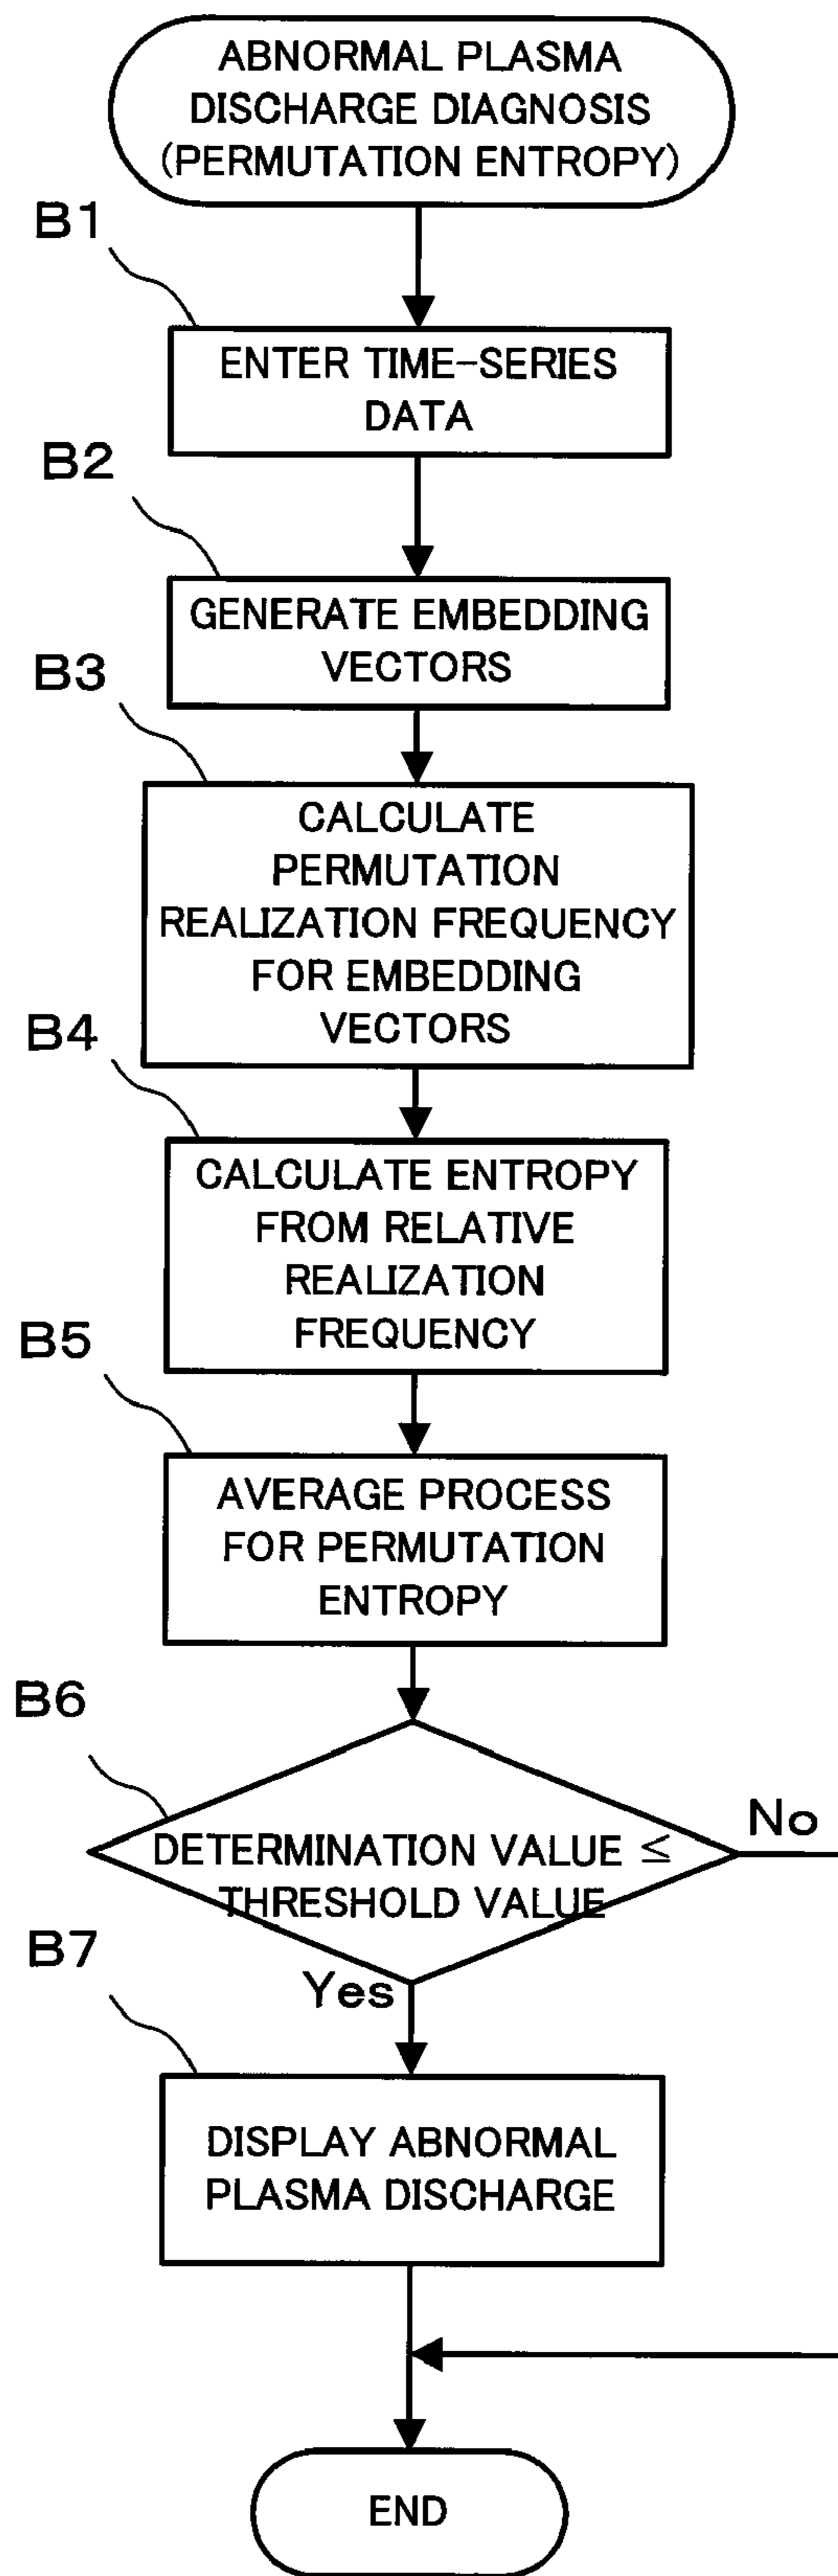 ABNORMAL PLASMA
DISCHARGE DIAGNOSIS
(PERMUTATION ENTROPY)
B1
ENTER TIME-SERIES
DATA
B2
GENERATE EMBEDDING
VECTORS
B3
CALCULATE
PERMUTATION
REALIZATION FREQUENCY
FOR EMBEDDING
VECTORS
B4
CALCULATE ENTROPY
FROM RELATIVE
REALIZATION
FREQUENCY
B5
AVERAGE PROCESS
FOR PERMUTATION
ENTROPY
B6
DETERMINATION VALUE ≤
THRESHOLD VALUE
No
Yes
B7
DISPLAY ABNORMAL
PLASMA DISCHARGE
END